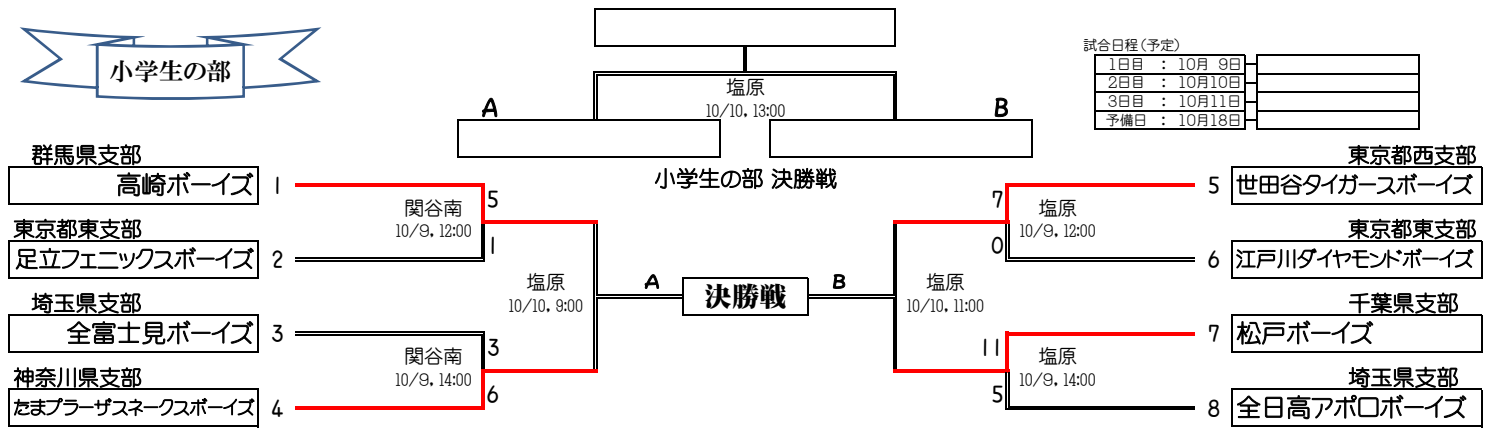 小学生の部
試合日程(予定)
1日目 : 10月 9日
2日目 : 10月10日
3日目 : 10月11日
予備日 : 10月18日
塩原
10/10, 13:00
A
B
小学生の部 決勝戦
群馬県支部
高崎ボーイズ 1
東京都東支部
足立フェニックスボーイズ 2
埼玉県支部
全富士見ボーイズ 3
神奈川県支部
たまプラーザスネークスボーイズ 4
5
関谷南
10/9, 12:00
1
塩原
10/10, 9:00
3
関谷南
10/9, 14:00
6
A
決勝戦
B
7
塩原
10/9, 12:00
0
塩原
10/10, 11:00
11
塩原
10/9, 14:00
5
東京都西支部
5 世田谷タイガースボーイズ
東京都東支部
6 江戸川ダイヤモンドボーイズ
千葉県支部
7 松戸ボーイズ
埼玉県支部
8 全日高アポロボーイズ